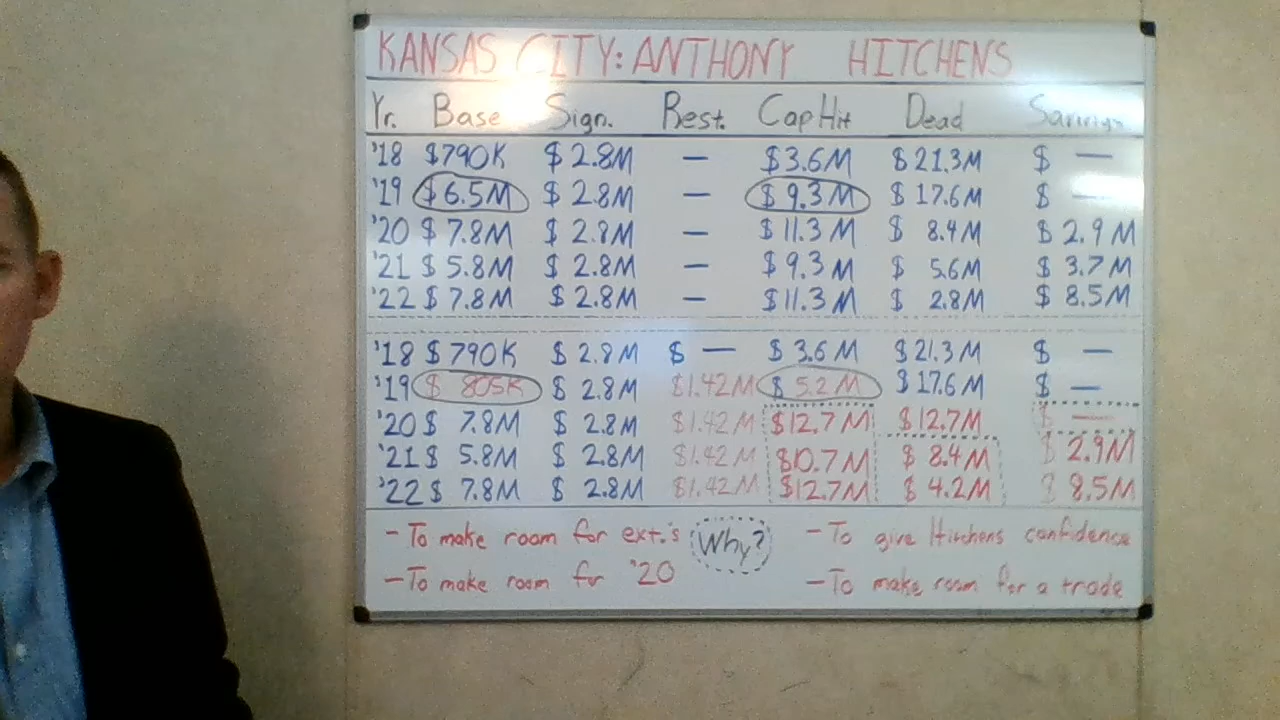 KANSAS CITY: ANTHONY HITCHENS
Yr. Base Sign. Rest. Cap Hit Dead Savings
'18 $790K $2.8M — $3.6M $21.3M $ —
'19 $6.5M $2.8M — $9.3M $17.6M $ —
'20 $7.8M $2.8M — $11.3M $8.4M $2.9M
'21 $5.8M $2.8M — $9.3M $5.6M $3.7M
'22 $7.8M $2.8M — $11.3M $2.8M $8.5M
'18 $790K $2.8M $ — $3.6M $21.3M $ —
'19 $805K $2.8M $1.42M $5.2M $17.6M $ —
'20 $7.8M $2.8M $1.42M $12.7M $12.7M $ —
'21 $5.8M $2.8M $1.42M $10.7M $8.4M $2.9M
'22 $7.8M $2.8M $1.42M $12.7M $4.2M $8.5M
- To make room for ext.'s Why? - To give Hitchens confidence
- To make room for '20 - To make room for a trade